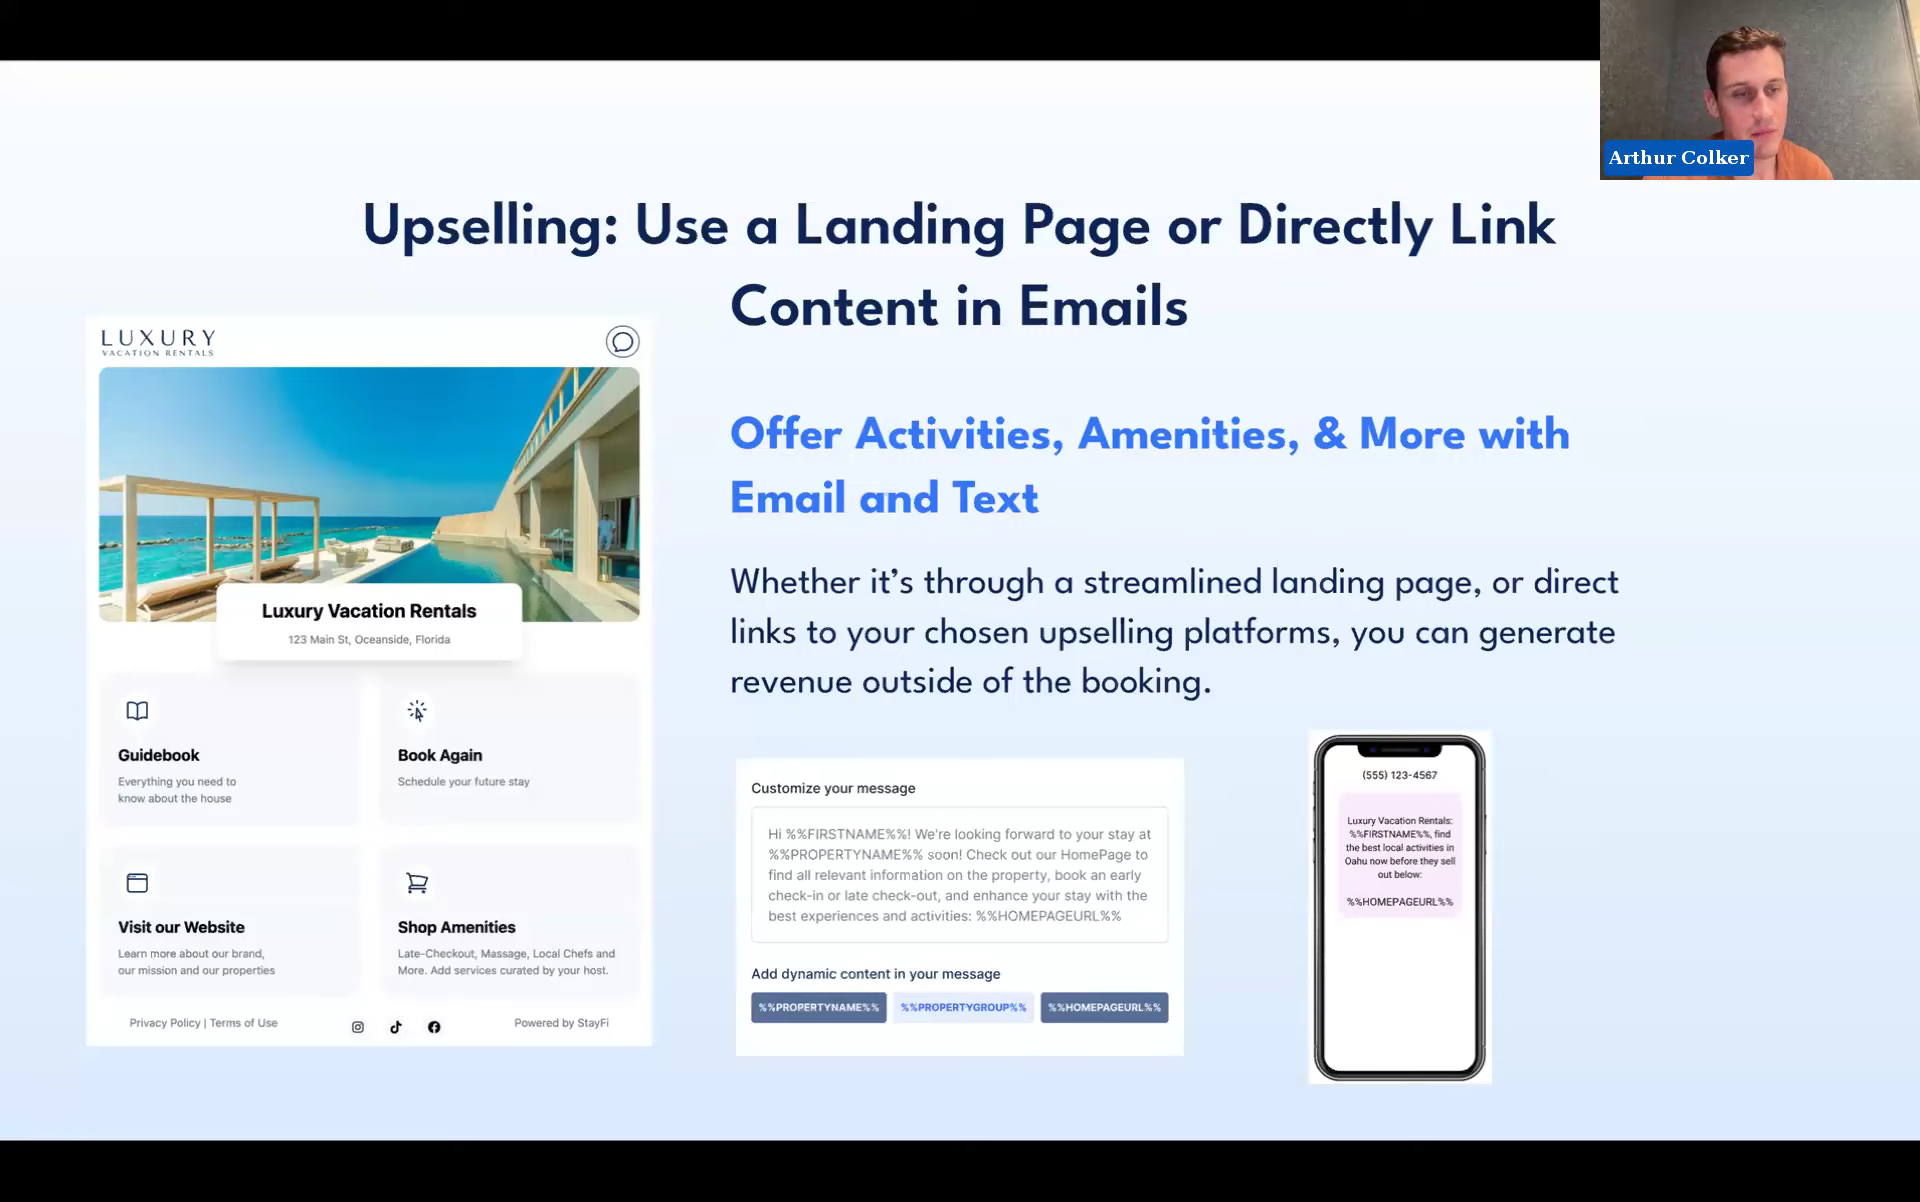 Arthur Colker
Upselling: Use a Landing Page or Directly Link
Content in Emails
LUXURY
VACATION RENTALS
Luxury Vacation Rentals
123 Main St, Oceanside, Florida
Guidebook
Everything you need to
know about the house
Book Again
Schedule your future stay
Visit our Website
Learn more about our brand,
our mission and our properties
Shop Amenities
Late-Checkout, Massage, Local Chefs and
More. Add services curated by your host.
Privacy Policy | Terms of Use
Powered by StayFi
Offer Activities, Amenities, & More with
Email and Text
Whether it’s through a streamlined landing page, or direct
links to your chosen upselling platforms, you can generate
revenue outside of the booking.
Customize your message
Hi %%FIRSTNAME%%! We're looking forward to your stay at
%%PROPERTYNAME%% soon! Check out our HomePage to
find all relevant information on the property, book an early
check-in or late check-out, and enhance your stay with the
best experiences and activities: %%HOMEPAGEURL%%
Add dynamic content in your message
%%PROPERTYNAME%% %%PROPERTYGROUP%% %%HOMEPAGEURL%%
(555) 123-4567
Luxury Vacation Rentals:
%%FIRSTNAME%%, find
the best local activities in
Oahu now before they sell
out below:
%%HOMEPAGEURL%%